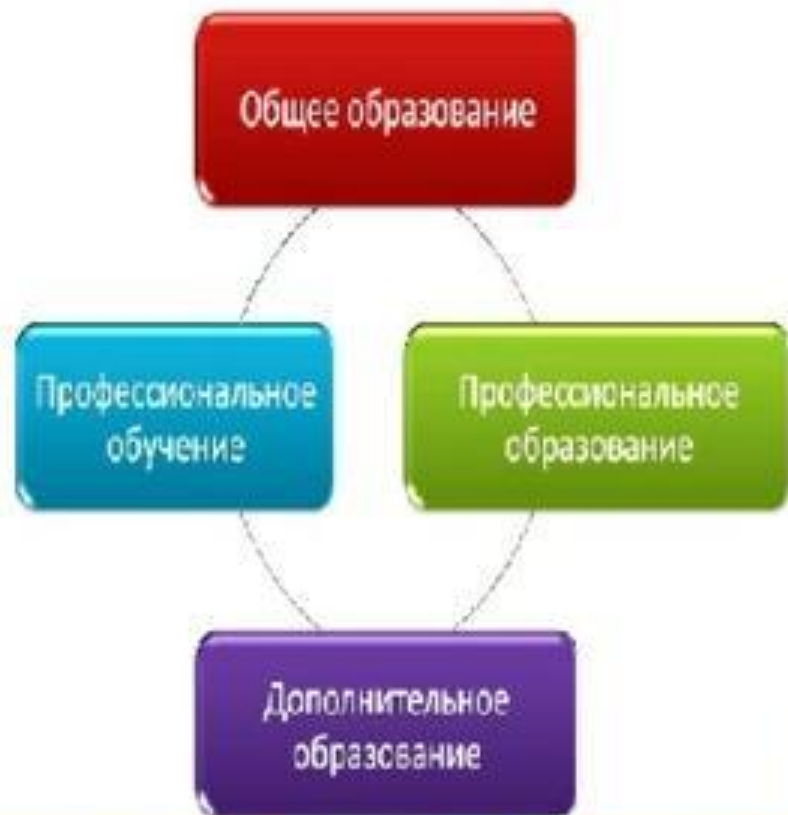 Общее образование
Профессиональное
обучение
Профессиональное
образование
Дополнительное
образование